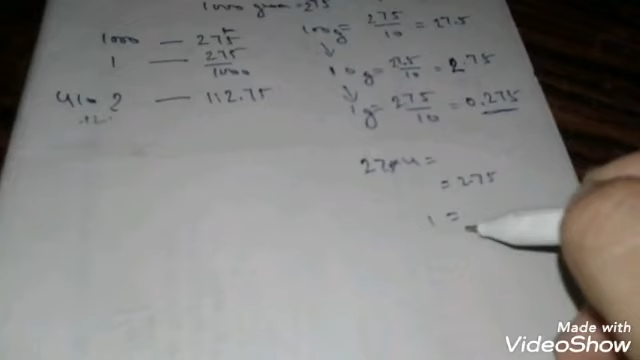 1000 gram = 275
1000 — 275
1 — 275/1000
410 2 — 112.75
100g = 275/10 = 27.5
↓
10g = 27.5/10 = 2.75
↓
1g = 2.75/10 = 0.275
= 275
1 =
Made with
VideoShow